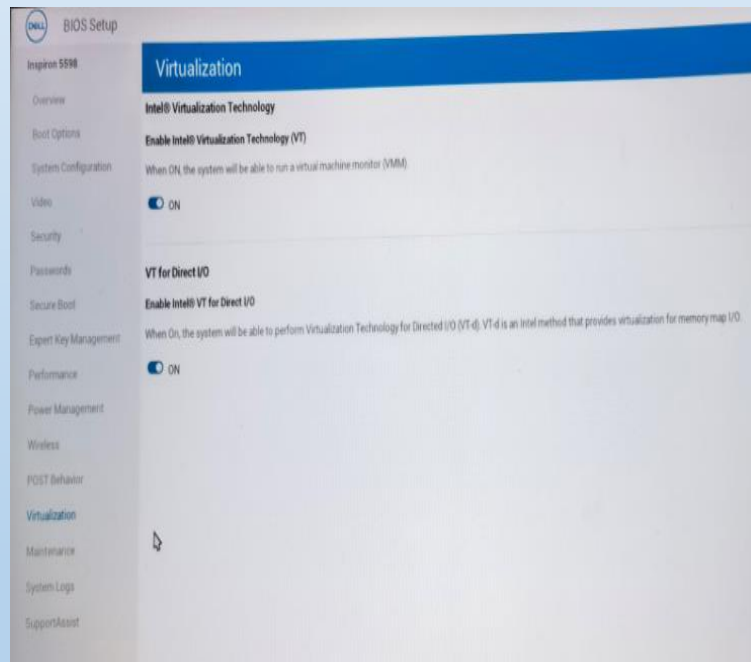 DELL
BIOS Setup
Inspiron 5598
Overview
Boot Options
System Configuration
Video
Security
Passwords
Secure Boot
Expert Key Management
Performance
Power Management
Wireless
POST Behavior
Virtualization
Maintenance
System Logs
SupportAssist
Virtualization
Intel® Virtualization Technology
Enable Intel® Virtualization Technology (VT)
When ON, the system will be able to run a virtual machine monitor (VMM).
ON
VT for Direct I/O
Enable Intel® VT for Direct I/O
When On, the system will be able to perform Virtualization Technology for Directed I/O (VT-d). VT-d is an Intel method that provides virtualization for memory map I/O.
ON